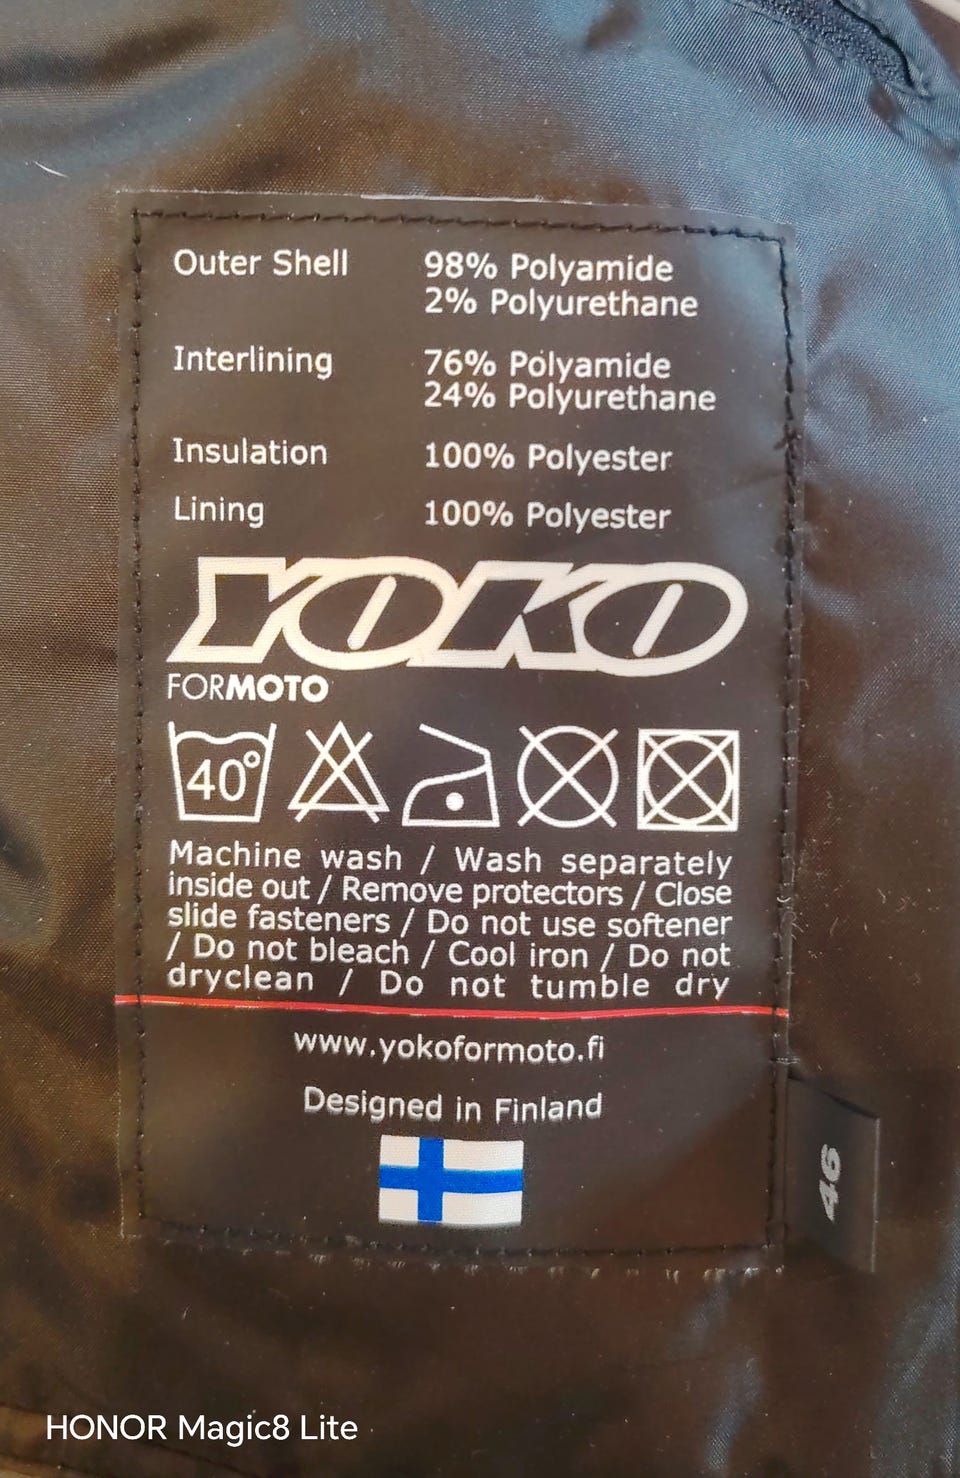 Outer Shell 98% Polyamide
2% Polyurethane
Interlining 76% Polyamide
24% Polyurethane
Insulation 100% Polyester
Lining 100% Polyester
YOKO
FORMOTO
40°
Machine wash / Wash separately
inside out / Remove protectors / Close
slide fasteners / Do not use softener
/ Do not bleach / Cool iron / Do not
dryclean / Do not tumble dry
www.yokoformoto.fi
Designed in Finland
46
HONOR Magic8 Lite